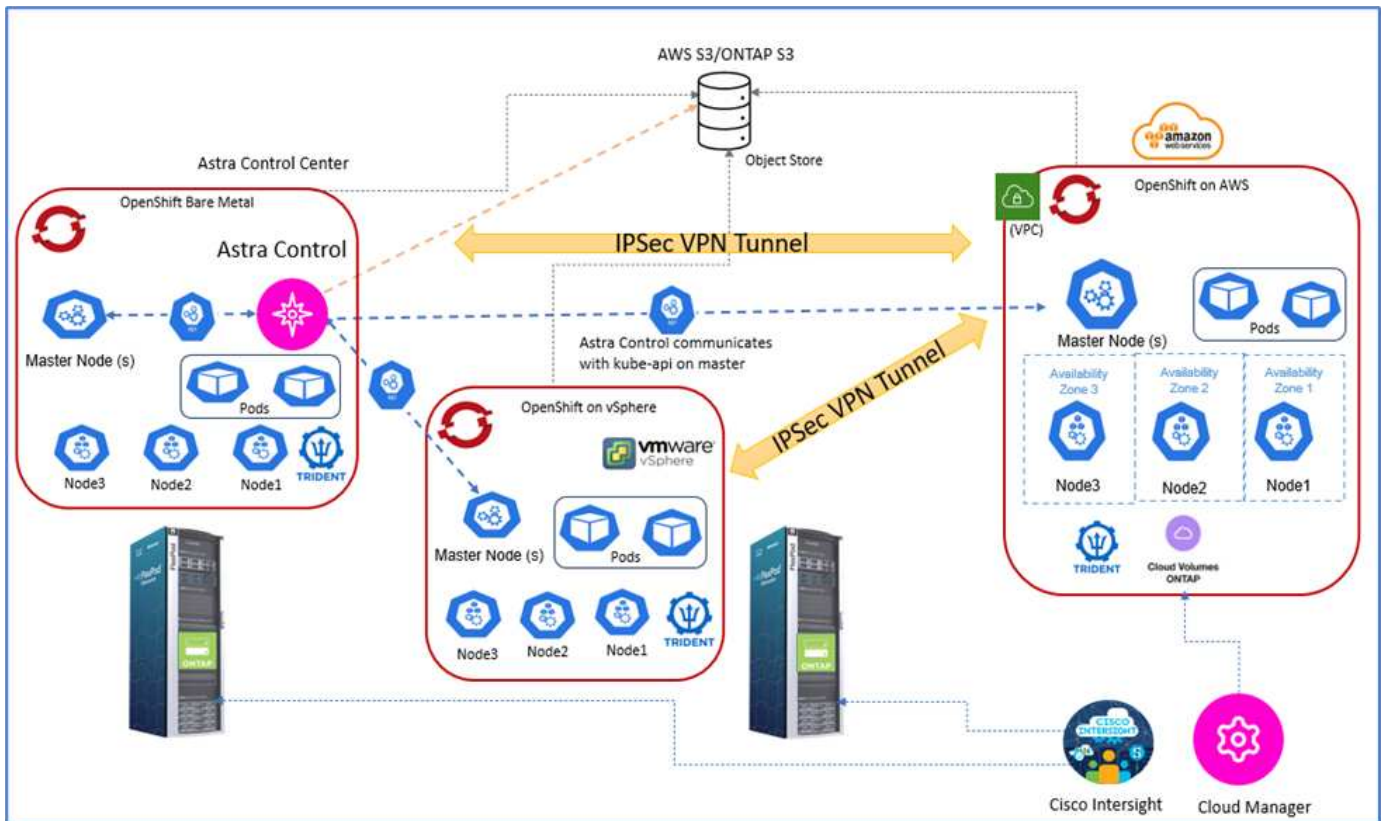 AWS S3/ONTAP S3
Object Store
Astra Control Center
OpenShift Bare Metal
Astra Control
Master Node (s)
Pods
Node3
Node2
Node1
TRIDENT
IPSec VPN Tunnel
Astra Control communicates
with kube-api on master
IPSec VPN Tunnel
OpenShift on vSphere
vmware
vSphere
Master Node (s)
Pods
Node3
Node2
Node1
TRIDENT
amazon
webservices
(VPC)
OpenShift on AWS
Master Node (s)
Pods
Availability
Zone 3
Availability
Zone 2
Availability
Zone 1
Node3
Node2
Node1
TRIDENT
Cloud Volumes
ONTAP
FlexPod
ONTAP
FlexPod
ONTAP
CISCO
INTERSIGHT
Cisco Intersight
Cloud Manager